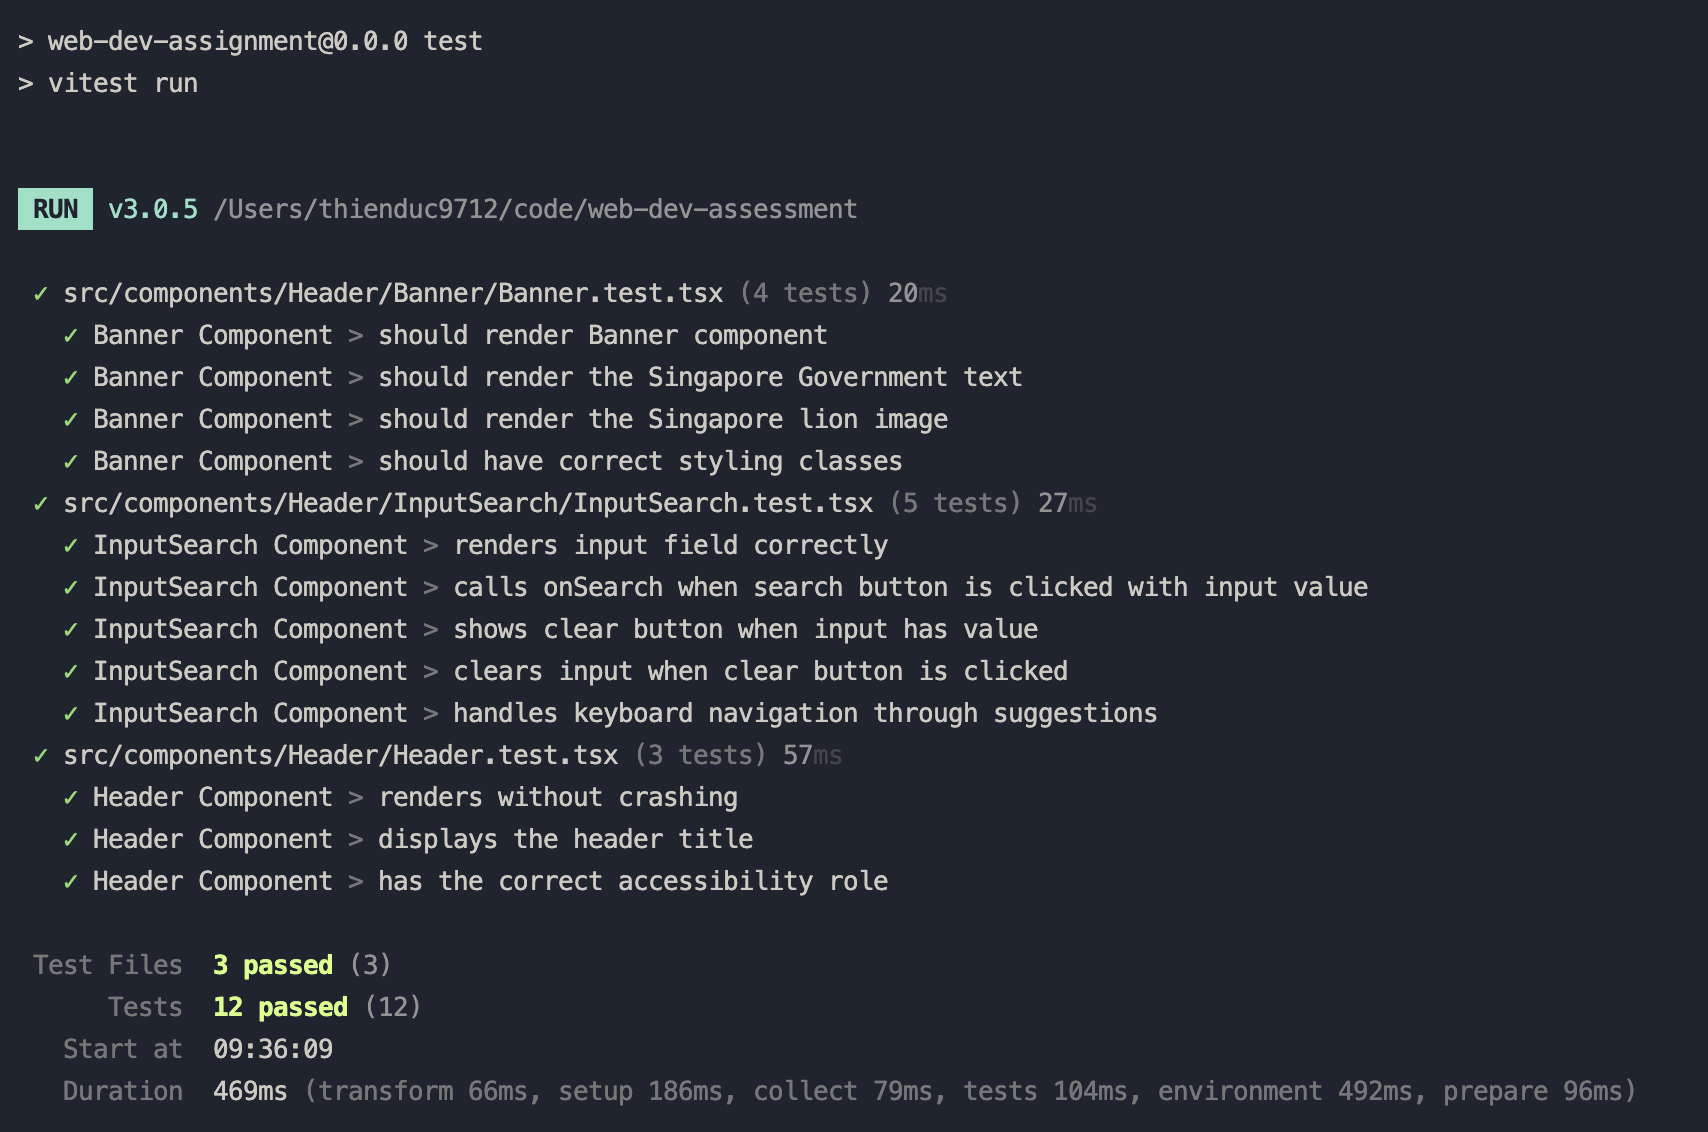 > web-dev-assignment@0.0.0 test
> vitest run
RUN v3.0.5 /Users/thienduc9712/code/web-dev-assessment
✓ src/components/Header/Banner/Banner.test.tsx (4 tests) 20ms
✓ Banner Component > should render Banner component
✓ Banner Component > should render the Singapore Government text
✓ Banner Component > should render the Singapore lion image
✓ Banner Component > should have correct styling classes
✓ src/components/Header/InputSearch/InputSearch.test.tsx (5 tests) 27ms
✓ InputSearch Component > renders input field correctly
✓ InputSearch Component > calls onSearch when search button is clicked with input value
✓ InputSearch Component > shows clear button when input has value
✓ InputSearch Component > clears input when clear button is clicked
✓ InputSearch Component > handles keyboard navigation through suggestions
✓ src/components/Header/Header.test.tsx (3 tests) 57ms
✓ Header Component > renders without crashing
✓ Header Component > displays the header title
✓ Header Component > has the correct accessibility role
Test Files 3 passed (3)
Tests 12 passed (12)
Start at 09:36:09
Duration 469ms (transform 66ms, setup 186ms, collect 79ms, tests 104ms, environment 492ms, prepare 96ms)